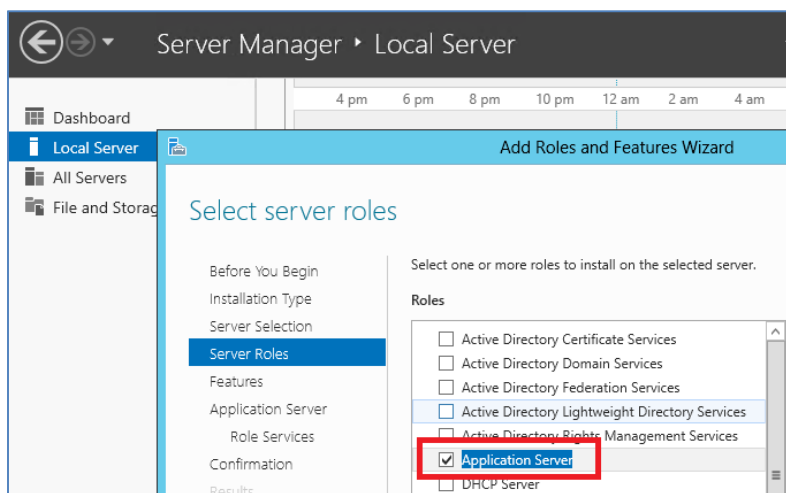 Server Manager ‣ Local Server
4 pm 6 pm 8 pm 10 pm 12 am 2 am 4 am
Dashboard
Local Server
All Servers
File and Storag
Add Roles and Features Wizard
Select server roles
Before You Begin
Installation Type
Server Selection
Server Roles
Features
Application Server
Role Services
Confirmation
Results
Select one or more roles to install on the selected server.
Roles
Active Directory Certificate Services
Active Directory Domain Services
Active Directory Federation Services
Active Directory Lightweight Directory Services
Active Directory Rights Management Services
Application Server
DHCP Server